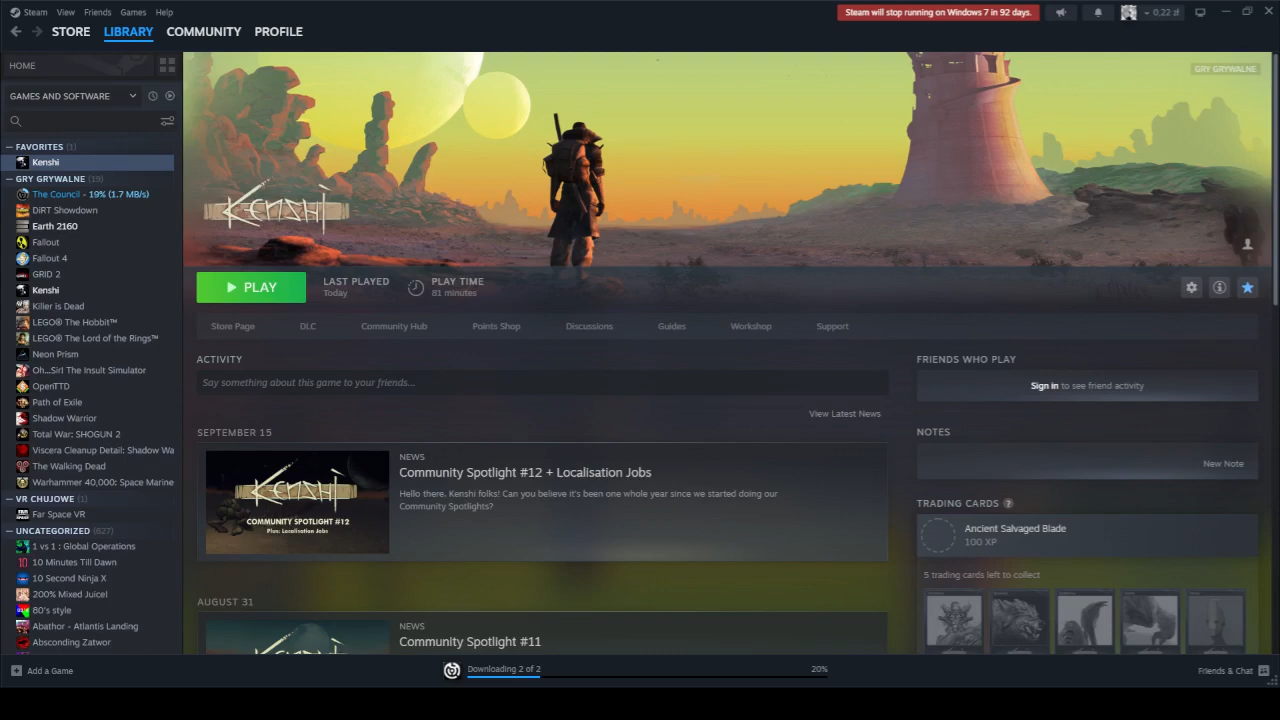 Steam View Friends Games Help
Steam will stop running on Windows 7 in 92 days.
0,22 zł
STORE LIBRARY COMMUNITY PROFILE
HOME
GAMES AND SOFTWARE
FAVORITES (1)
Kenshi
GRY GRYWALNE (19)
The Council - 19% (1.7 MB/s)
DiRT Showdown
Earth 2160
Fallout
Fallout 4
GRID 2
Kenshi
Killer is Dead
LEGO® The Hobbit™
LEGO® The Lord of the Rings™
Neon Prism
Oh...Sir! The Insult Simulator
OpenTTD
Path of Exile
Shadow Warrior
Total War: SHOGUN 2
Viscera Cleanup Detail: Shadow Wa
The Walking Dead
Warhammer 40,000: Space Marine
VR CHUJOWE (1)
Far Space VR
UNCATEGORIZED (627)
1 vs 1 : Global Operations
10 Minutes Till Dawn
10 Second Ninja X
200% Mixed Juice!
80's style
Abathor - Atlantis Landing
Absconding Zatwor
GRY GRYWALNE
KENSHI
PLAY
LAST PLAYED
Today
PLAY TIME
81 minutes
Store Page DLC Community Hub Points Shop Discussions Guides Workshop Support
ACTIVITY
Say something about this game to your friends...
View Latest News
SEPTEMBER 15
KENSHI
COMMUNITY SPOTLIGHT #12
Plus: Localisation Jobs
NEWS
Community Spotlight #12 + Localisation Jobs
Hello there. Kenshi folks! Can you believe it's been one whole year since we started doing our
Community Spotlights?
AUGUST 31
NEWS
Community Spotlight #11
FRIENDS WHO PLAY
Sign in to see friend activity
NOTES
New Note
TRADING CARDS ?
Ancient Salvaged Blade
100 XP
5 trading cards left to collect
Add a Game
Downloading 2 of 2
20%
Friends & Chat